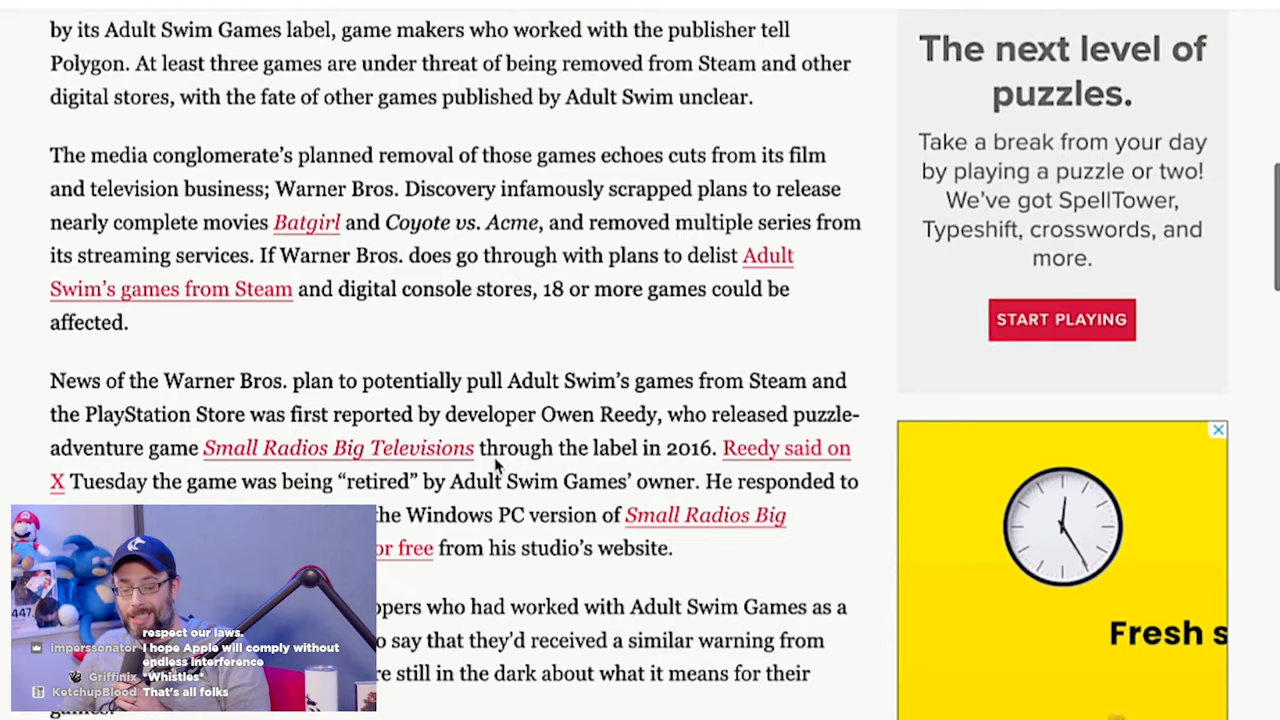 by its Adult Swim Games label, game makers who worked with the publisher tell
Polygon. At least three games are under threat of being removed from Steam and other
digital stores, with the fate of other games published by Adult Swim unclear.
The media conglomerate's planned removal of those games echoes cuts from its film
and television business; Warner Bros. Discovery infamously scrapped plans to release
nearly complete movies Batgirl and Coyote vs. Acme, and removed multiple series from
its streaming services. If Warner Bros. does go through with plans to delist Adult
Swim's games from Steam and digital console stores, 18 or more games could be
affected.
News of the Warner Bros. plan to potentially pull Adult Swim's games from Steam and
the PlayStation Store was first reported by developer Owen Reedy, who released puzzle-
adventure game Small Radios Big Televisions through the label in 2016. Reedy said on
X Tuesday the game was being "retired" by Adult Swim Games' owner. He responded to
the Windows PC version of Small Radios Big
or free from his studio's website.
opers who had worked with Adult Swim Games as a
o say that they'd received a similar warning from
re still in the dark about what it means for their
games.
The next level of
puzzles.
Take a break from your day
by playing a puzzle or two!
We've got SpellTower,
Typeshift, crosswords, and
more.
START PLAYING
Fresh s
447
respect our laws.
imperssonator I hope Apple will comply without
endless interference
Griffinix *Whistles*
KetchupBlood That's all folks